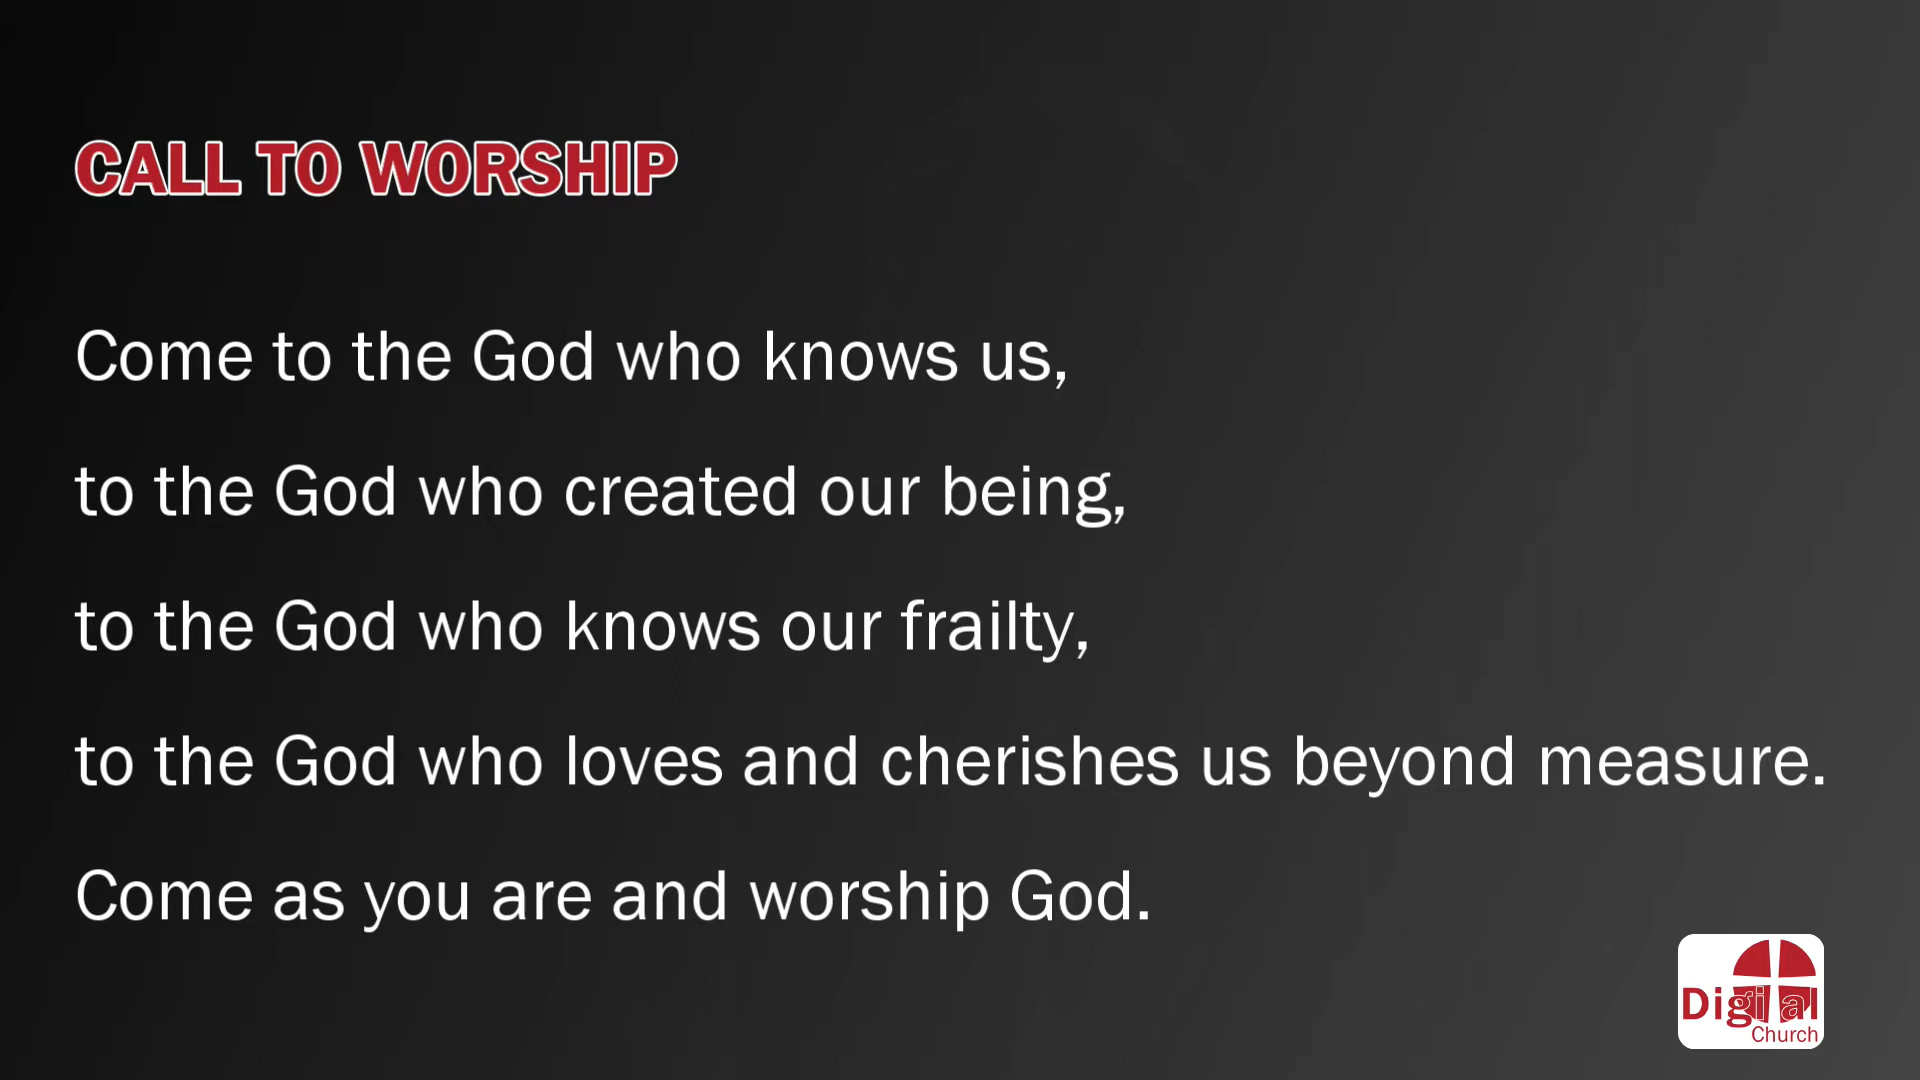 CALL TO WORSHIP
Come to the God who knows us,
to the God who created our being,
to the God who knows our frailty,
to the God who loves and cherishes us beyond measure.
Come as you are and worship God.
Digital
Church